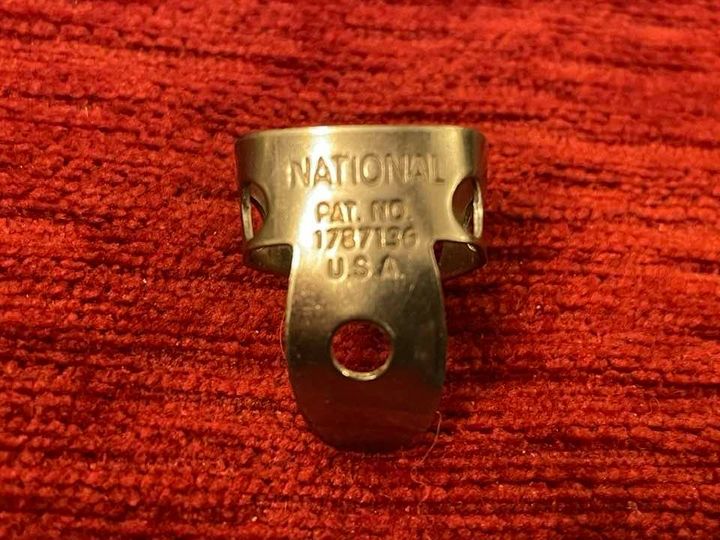 NATIONAL
PAT. NO.
1787136
U.S.A.